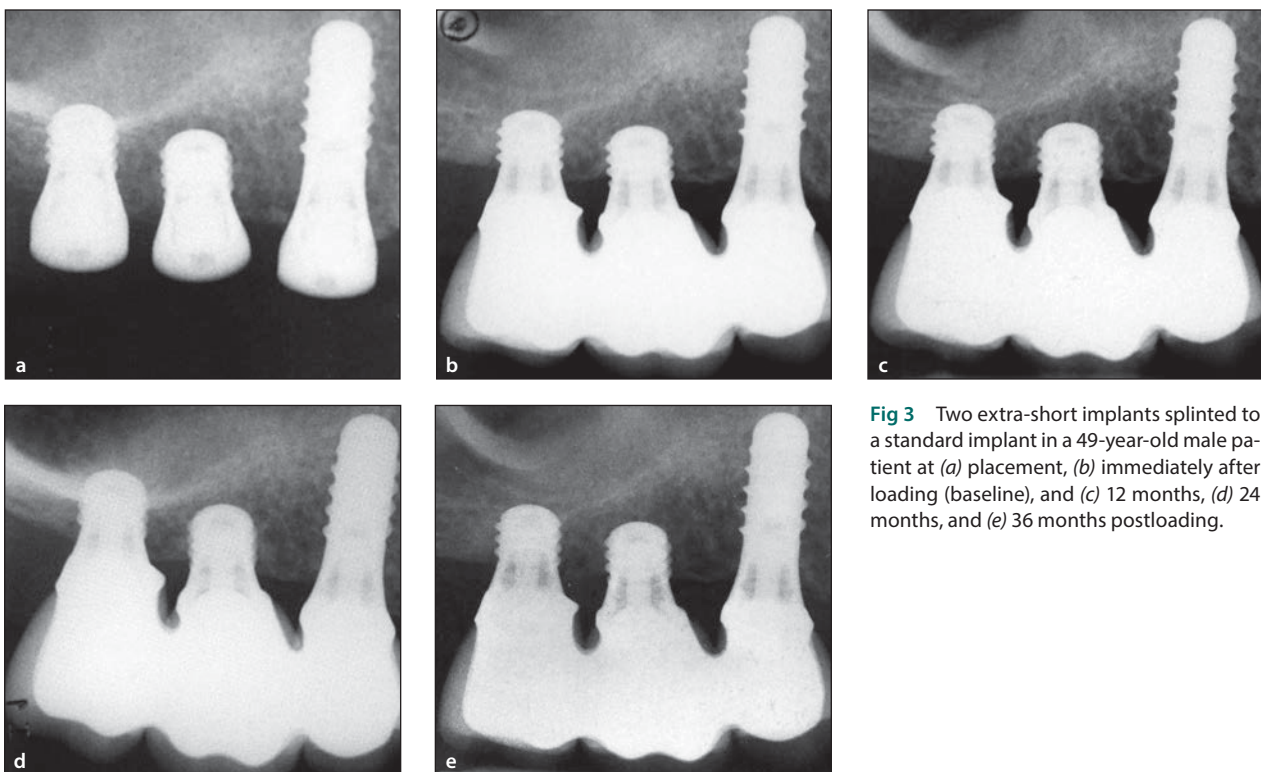 a
b
c
Fig 3 Two extra-short implants splinted to
a standard implant in a 49-year-old male pa-
tient at (a) placement, (b) immediately after
loading (baseline), and (c) 12 months, (d) 24
months, and (e) 36 months postloading.
d
e